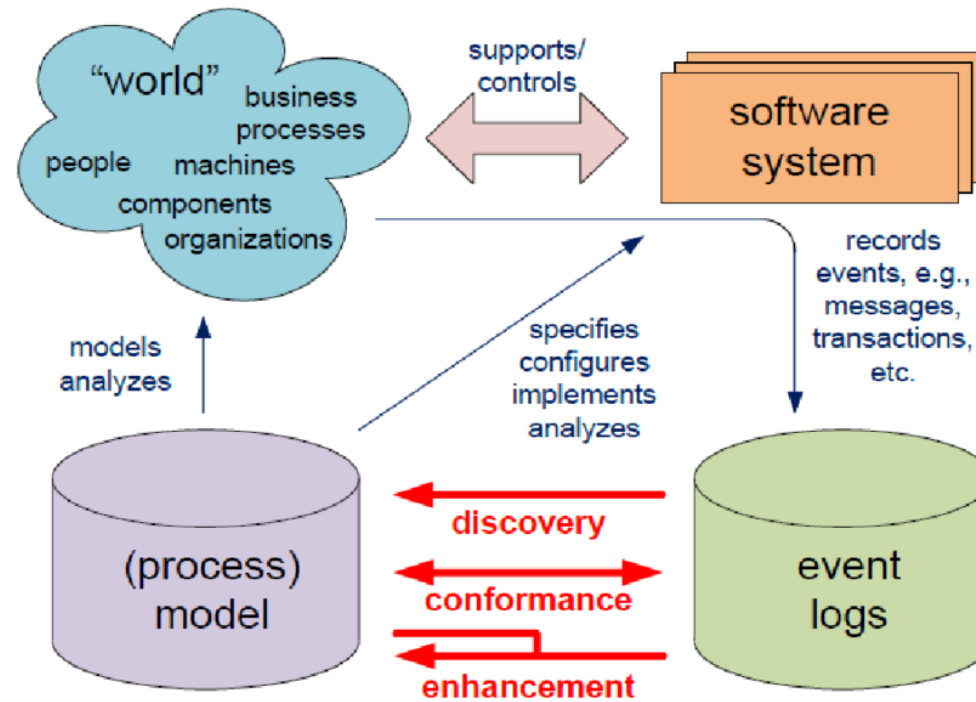 “world”
business
processes
people
machines
components
organizations
supports/
controls
software
system
records
events, e.g.,
messages,
transactions,
etc.
models
analyzes
specifies
configures
implements
analyzes
(process)
model
discovery
conformance
enhancement
event
logs